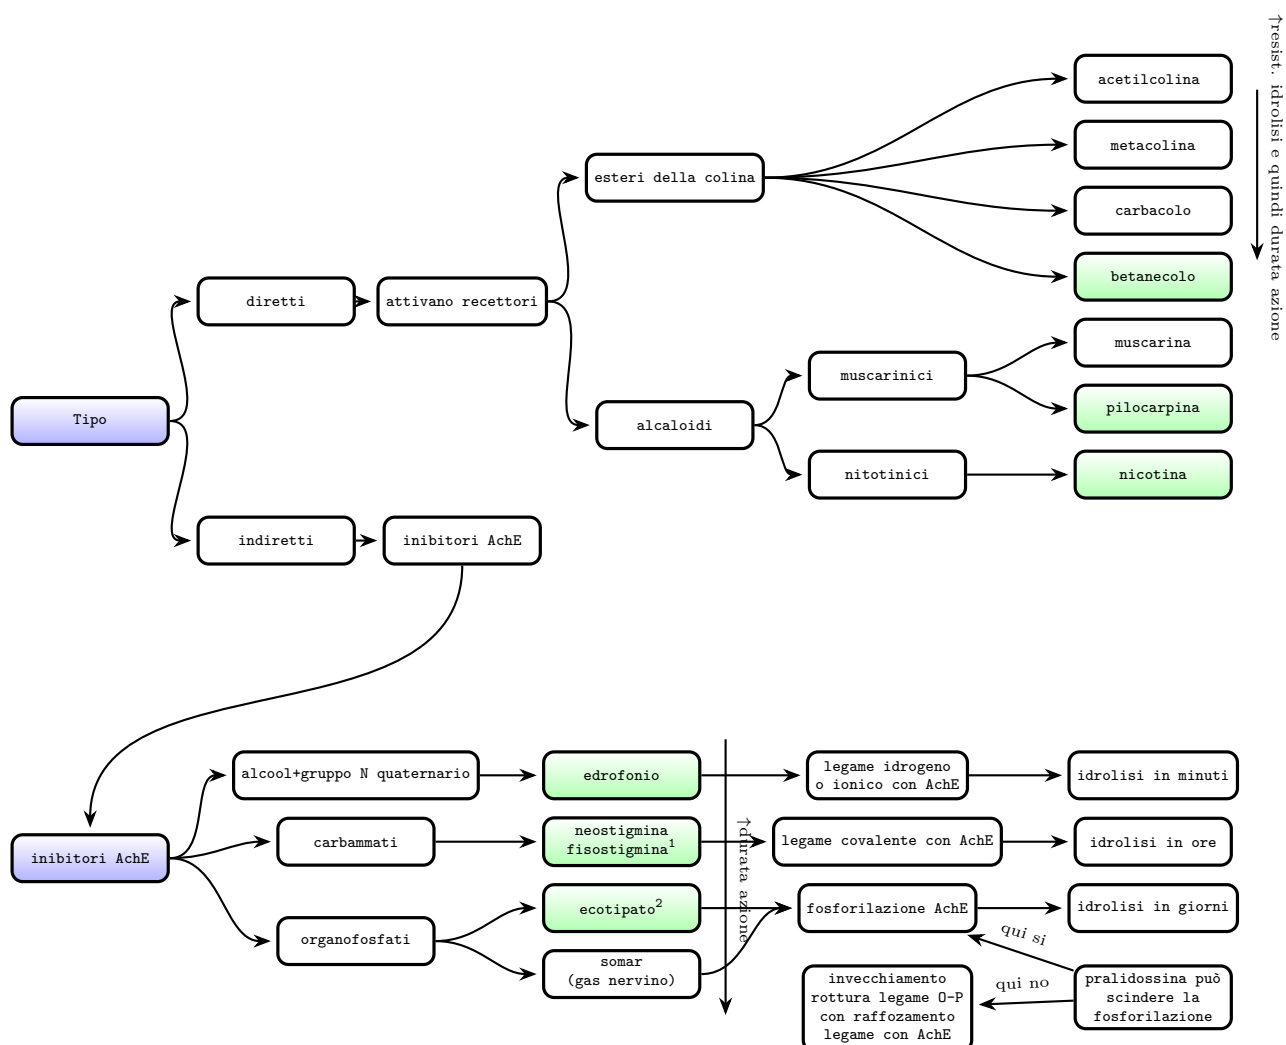 ↑resist. idrolisi e quindi durata azione
acetilcolina
metacolina
esteri della colina
carbacolo
betanecolo
diretti
attivano recettori
muscarina
muscarinici
pilocarpina
Tipo
alcaloidi
nitotinici
nicotina
indiretti
inibitori AchE
alcool+gruppo N quaternario
edrofonio
legame idrogeno
o ionico con AchE
idrolisi in minuti
↑durata azione
carbammati
neostigmina
fisostigmina¹
legame covalente con AchE
idrolisi in ore
inibitori AchE
ecotipato²
fosforilazione AchE
idrolisi in giorni
organofosfati
qui si
somar
(gas nervino)
invecchiamento
rottura legame O-P
con raffozamento
legame con AchE
qui no
pralidossina può
scindere la
fosforilazione